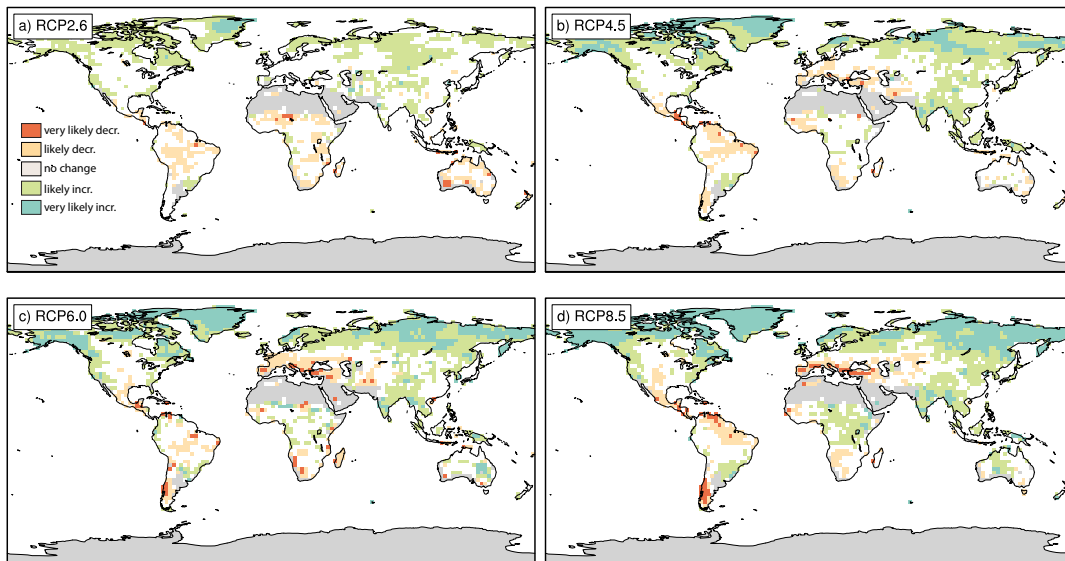 a) RCP2.6
b) RCP4.5
very likely decr.
likely decr.
no change
likely incr.
very likely incr.
c) RCP6.0
d) RCP8.5